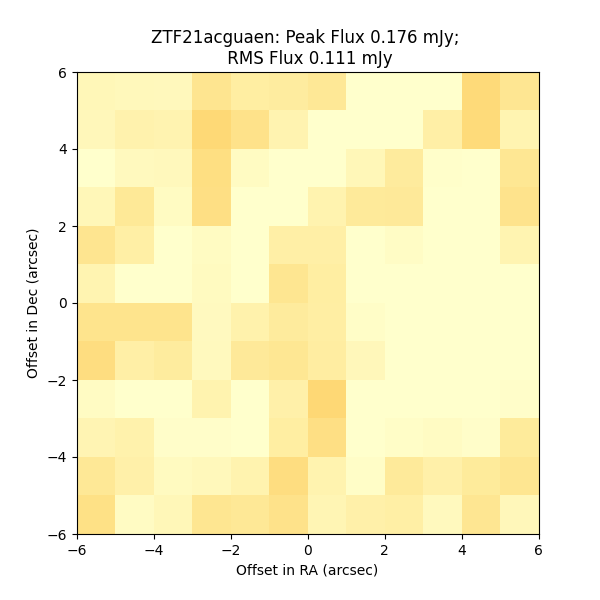 ZTF21acguaen: Peak Flux 0.176 mJy;
RMS Flux 0.111 mJy
6
4
2
0
−2
−4
−6
Offset in Dec (arcsec)
−6 −4 −2 0 2 4 6
Offset in RA (arcsec)